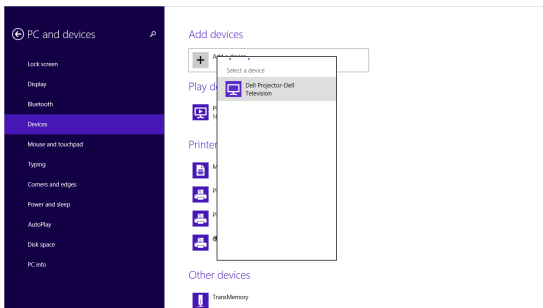 PC and devices
Lock screen
Display
Bluetooth
Devices
Mouse and touchpad
Typing
Corners and edges
Power and sleep
AutoPlay
Disk space
PC info
Add devices
Select a device
Dell Projector-Dell
Television
Play d
Printer
Other devices
TransMemory